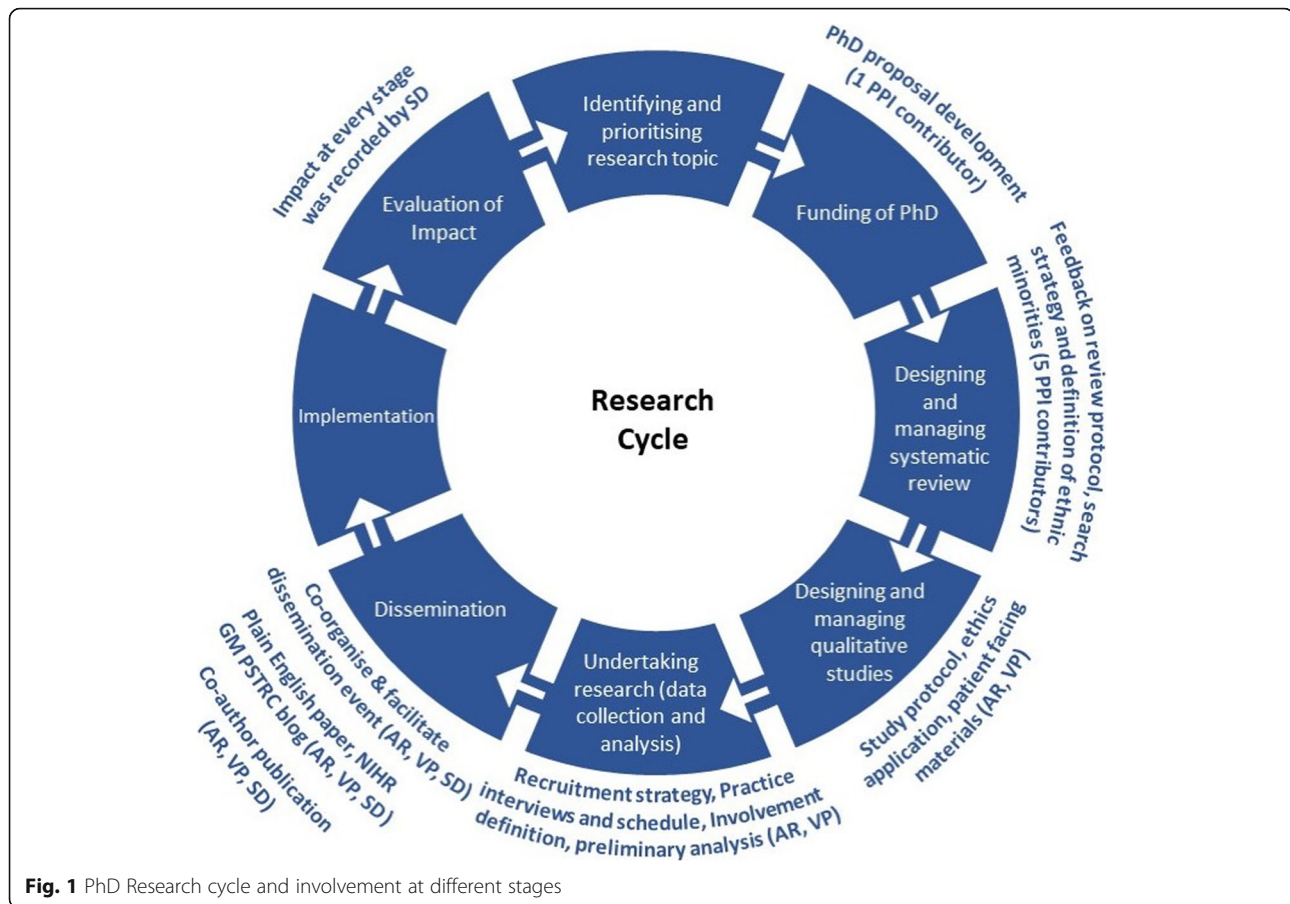 Identifying and
prioritising
research topic
PhD proposal development
(1 PPI contributor)
Funding of PhD
Feedback on review protocol, search
strategy and definition of ethnic
minorities (5 PPI contributors)
Designing
and
managing
systematic
review
Designing and
managing
qualitative
studies
Study protocol, ethics
application, patient facing
materials (AR, VP)
Undertaking
research (data
collection and
analysis)
Recruitment strategy, Practice
interviews and schedule, Involvement
definition, preliminary analysis (AR, VP)
Dissemination
Co-organise & facilitate
dissemination event (AR, VP, SD)
Plain English paper, NIHR
GM PSTRC blog (AR, VP, SD)
Co-author publication
(AR, VP, SD)
Implementation
Evaluation of
Impact
Impact at every stage
was recorded by SD
Research
Cycle
Fig. 1 PhD Research cycle and involvement at different stages